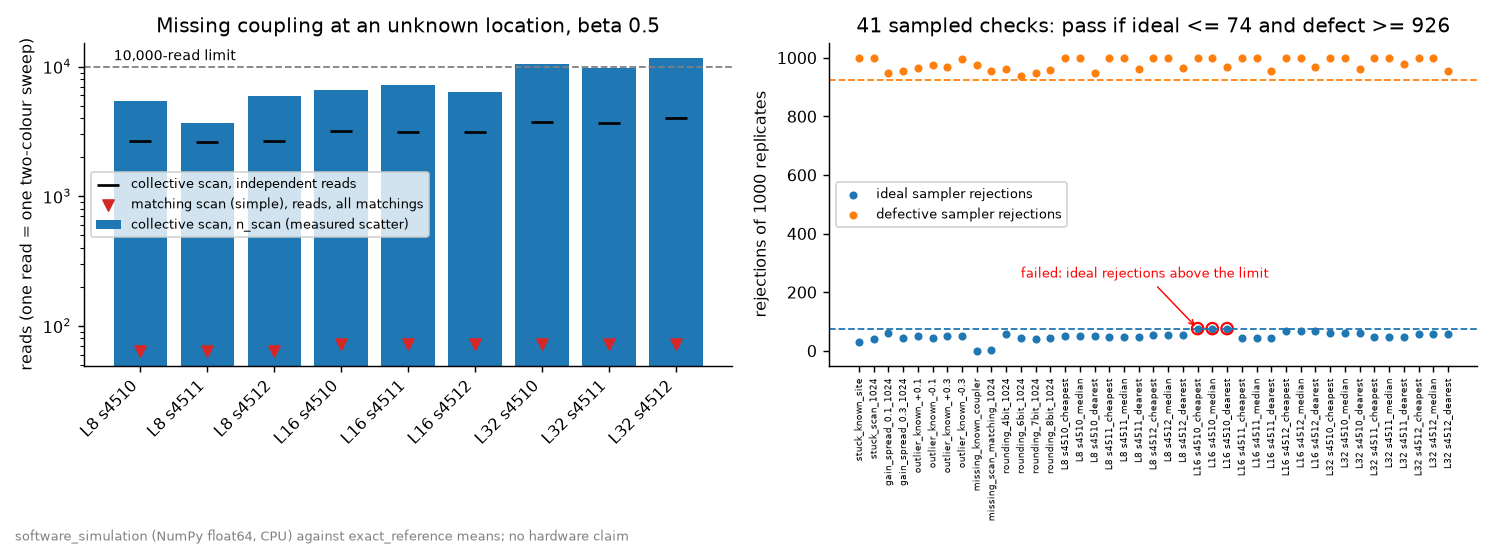 Missing coupling at an unknown location, beta 0.5
reads (one read = one two-colour sweep)
10,000-read limit
10⁴
10³
10²
collective scan, independent reads
matching scan (simple), reads, all matchings
collective scan, n_scan (measured scatter)
L8 s4510
L8 s4511
L8 s4512
L16 s4510
L16 s4511
L16 s4512
L32 s4510
L32 s4511
L32 s4512
41 sampled checks: pass if ideal <= 74 and defect >= 926
rejections of 1000 replicates
1000
800
600
400
200
0
ideal sampler rejections
defective sampler rejections
failed: ideal rejections above the limit
stuck_known_site
stuck_scan_1024
gain_spread_0.1_1024
gain_spread_0.3_1024
outlier_known_+0.1
outlier_known_-0.1
outlier_known_+0.3
outlier_known_-0.3
missing_known_coupler
missing_scan_matching_1024
rounding_4bit_1024
rounding_6bit_1024
rounding_7bit_1024
rounding_8bit_1024
L8 s4510_cheapest
L8 s4510_median
L8 s4510_dearest
L8 s4511_cheapest
L8 s4511_median
L8 s4511_dearest
L8 s4512_cheapest
L8 s4512_median
L8 s4512_dearest
L16 s4510_cheapest
L16 s4510_median
L16 s4510_dearest
L16 s4511_cheapest
L16 s4511_median
L16 s4511_dearest
L16 s4512_cheapest
L16 s4512_median
L16 s4512_dearest
L32 s4510_cheapest
L32 s4510_median
L32 s4510_dearest
L32 s4511_cheapest
L32 s4511_median
L32 s4511_dearest
L32 s4512_cheapest
L32 s4512_median
L32 s4512_dearest
software_simulation (NumPy float64, CPU) against exact_reference means; no hardware claim